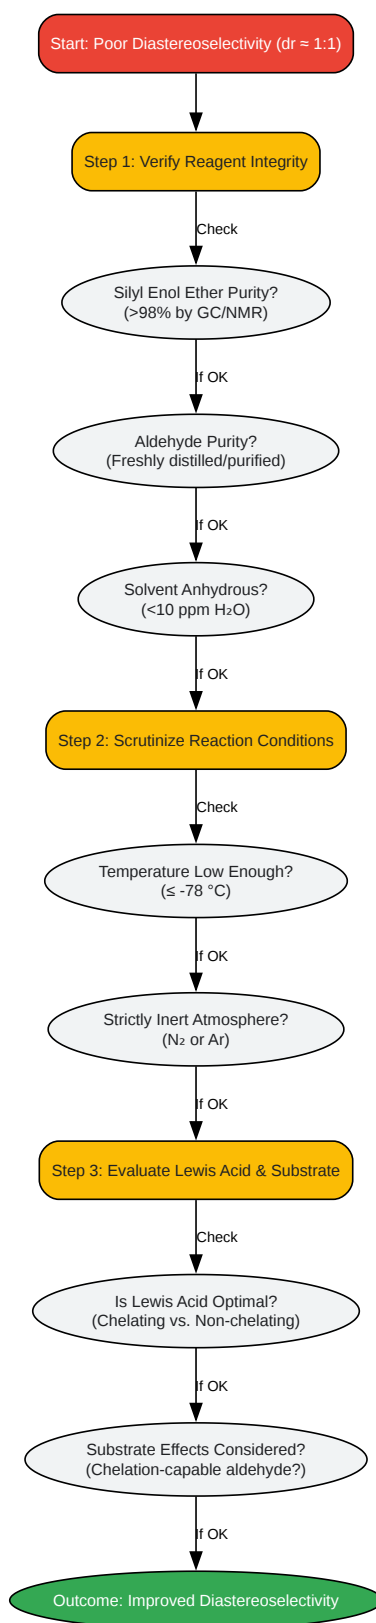 Start: Poor Diastereoselectivity (dr ≈ 1:1)
Step 1: Verify Reagent Integrity
Check
Silyl Enol Ether Purity?
(>98% by GC/NMR)
If OK
Aldehyde Purity?
(Freshly distilled/purified)
If OK
Solvent Anhydrous?
(<10 ppm H₂O)
If OK
Step 2: Scrutinize Reaction Conditions
Check
Temperature Low Enough?
(≤ -78 °C)
If OK
Strictly Inert Atmosphere?
(N₂ or Ar)
If OK
Step 3: Evaluate Lewis Acid & Substrate
Check
Is Lewis Acid Optimal?
(Chelating vs. Non-chelating)
If OK
Substrate Effects Considered?
(Chelation-capable aldehyde?)
If OK
Outcome: Improved Diastereoselectivity